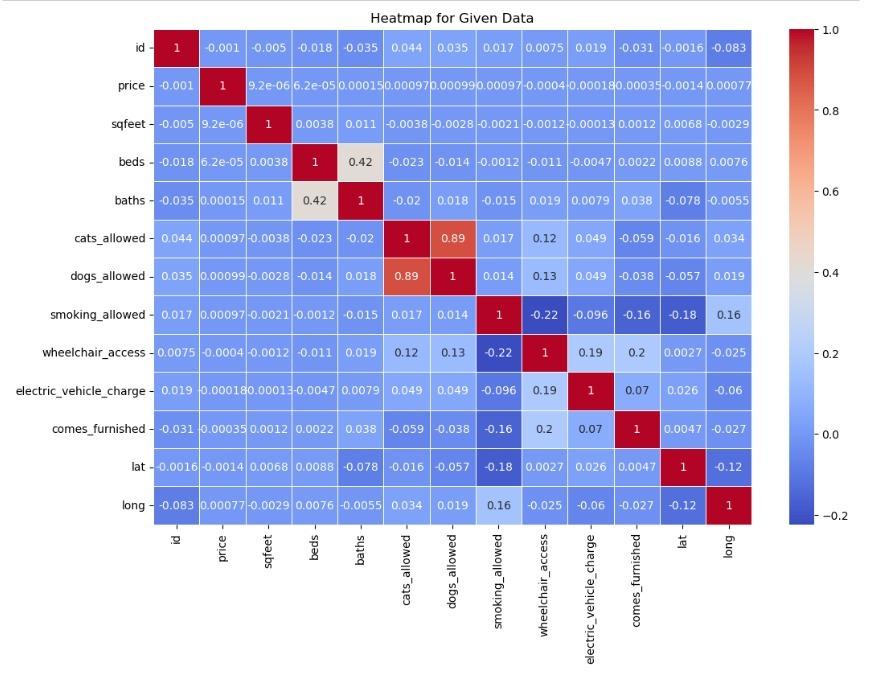 Heatmap for Given Data
id 1 -0.001 -0.005 -0.018 -0.035 0.044 0.035 0.017 0.0075 0.019 -0.031 -0.0016 -0.083
price -0.001 1 9.2e-06 6.2e-05 0.00015 0.00097 0.00099 0.00097 -0.0004 -0.00018 0.00035 -0.0014 0.00077
sqfeet -0.005 9.2e-06 1 0.0038 0.011 -0.0038 -0.0028 -0.0021 -0.0012 -0.00013 0.0012 0.0068 -0.0029
beds -0.018 6.2e-05 0.0038 1 0.42 -0.023 -0.014 -0.0012 -0.011 -0.0047 0.0022 0.0088 0.0076
baths -0.035 0.00015 0.011 0.42 1 -0.02 0.018 -0.015 0.019 0.0079 0.038 -0.078 -0.0055
cats_allowed 0.044 0.00097 -0.0038 -0.023 -0.02 1 0.89 0.017 0.12 0.049 -0.059 -0.016 0.034
dogs_allowed 0.035 0.00099 -0.0028 -0.014 0.018 0.89 1 0.014 0.13 0.049 -0.038 -0.057 0.019
smoking_allowed 0.017 0.00097 -0.0021 -0.0012 -0.015 0.017 0.014 1 -0.22 -0.096 -0.16 -0.18 0.16
wheelchair_access 0.0075 -0.0004 -0.0012 -0.011 0.019 0.12 0.13 -0.22 1 0.19 0.2 0.0027 -0.025
electric_vehicle_charge 0.019 -0.00018 0.00013 -0.0047 0.0079 0.049 0.049 -0.096 0.19 1 0.07 0.026 -0.06
comes_furnished -0.031 -0.00035 0.0012 0.0022 0.038 -0.059 -0.038 -0.16 0.2 0.07 1 0.0047 -0.027
lat -0.0016 -0.0014 0.0068 0.0088 -0.078 -0.016 -0.057 -0.18 0.0027 0.026 0.0047 1 -0.12
long -0.083 0.00077 -0.0029 0.0076 -0.0055 0.034 0.019 0.16 -0.025 -0.06 -0.027 -0.12 1
id price sqfeet beds baths cats_allowed dogs_allowed smoking_allowed wheelchair_access electric_vehicle_charge comes_furnished lat long
1.0
0.8
0.6
0.4
0.2
0.0
−0.2